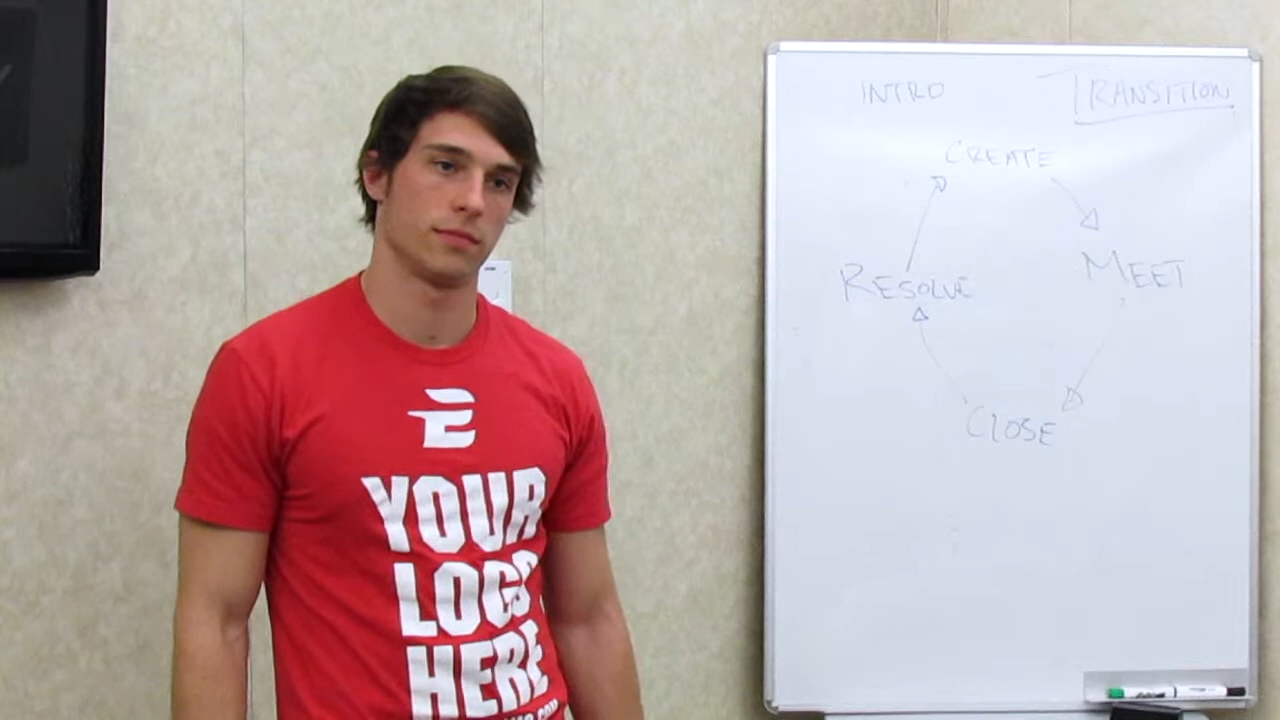 YOUR
LOGO
HERE
INTRO
TRANSITION
CREATE
MEET
RESOLVE
CLOSE